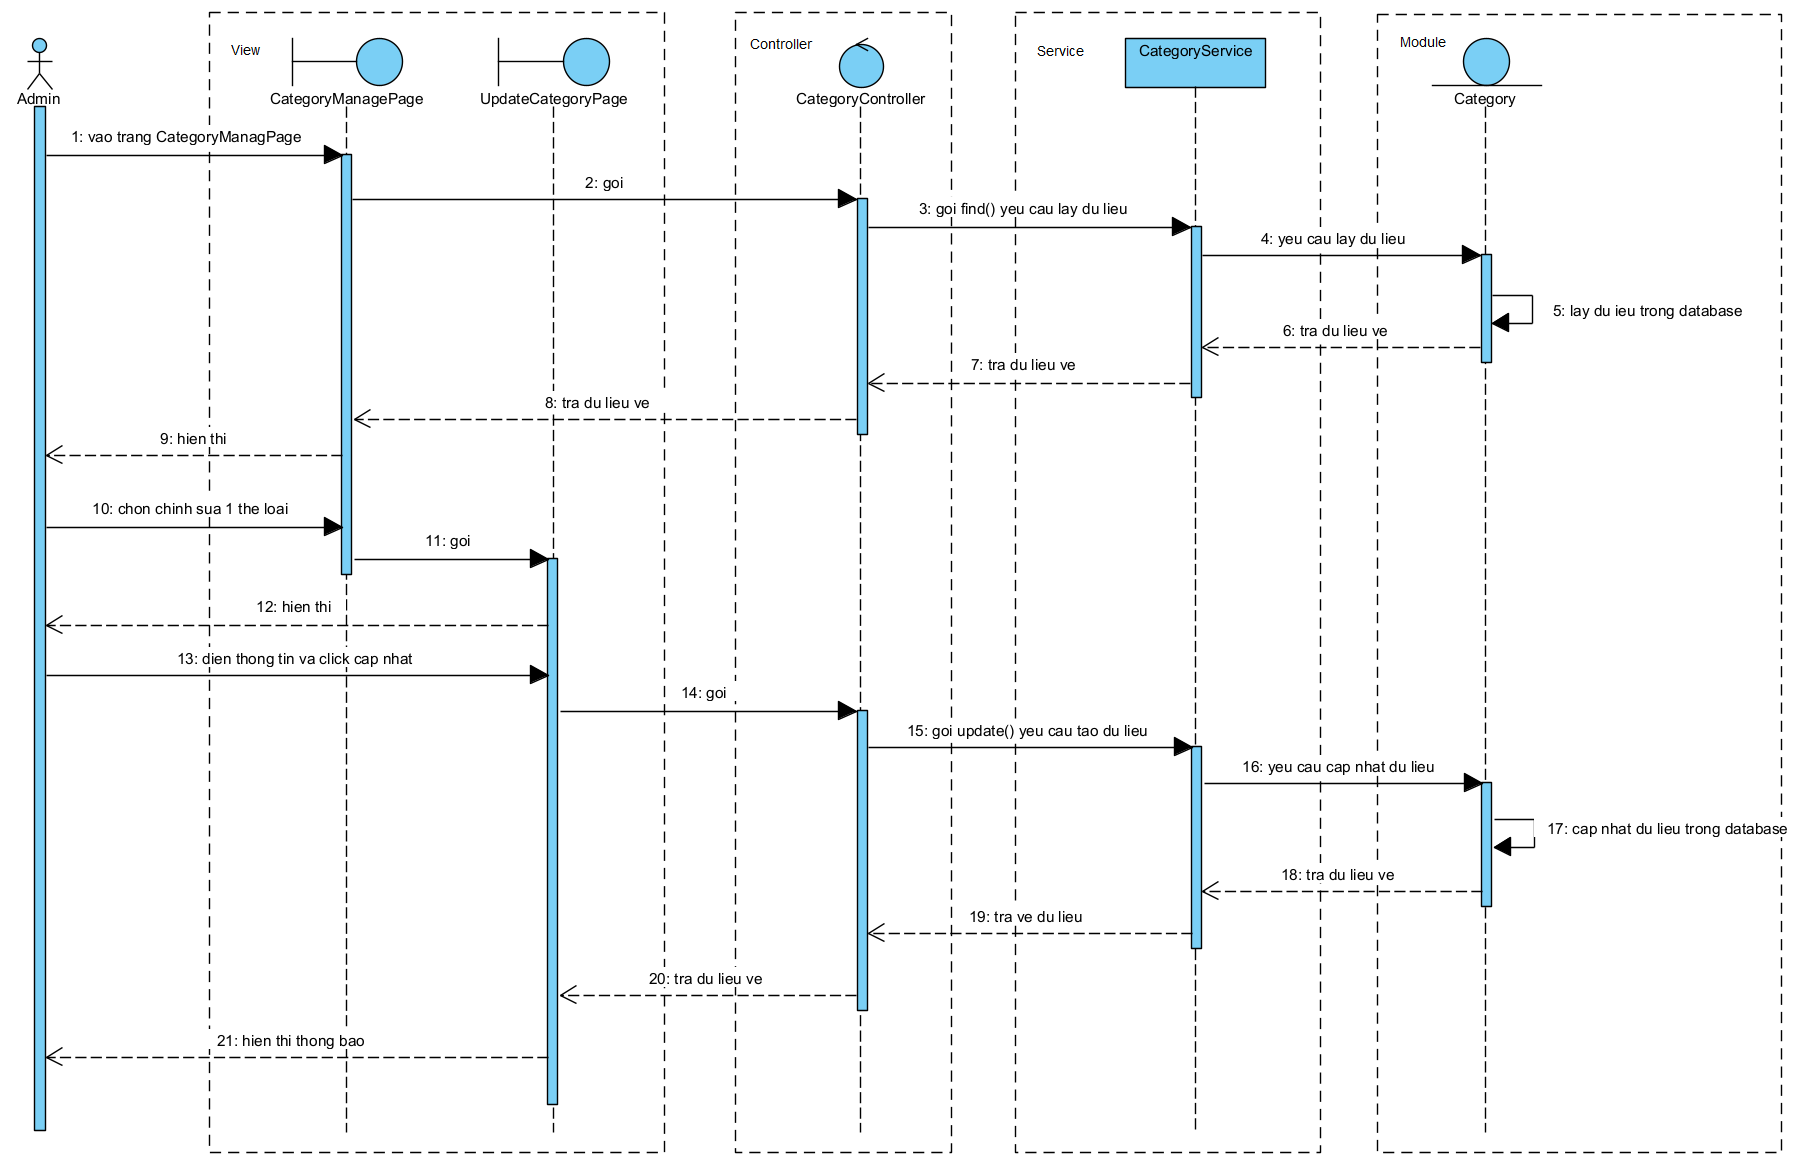 View
Controller
Service
Module
CategoryService
Admin
CategoryManagePage
UpdateCategoryPage
CategoryController
Category
1: vao trang CategoryManagPage
2: goi
3: goi find() yeu cau lay du lieu
4: yeu cau lay du lieu
5: lay du ieu trong database
6: tra du lieu ve
7: tra du lieu ve
8: tra du lieu ve
9: hien thi
10: chon chinh sua 1 the loai
11: goi
12: hien thi
13: dien thong tin va click cap nhat
14: goi
15: goi update() yeu cau tao du lieu
16: yeu cau cap nhat du lieu
17: cap nhat du lieu trong database
18: tra du lieu ve
19: tra ve du lieu
20: tra du lieu ve
21: hien thi thong bao